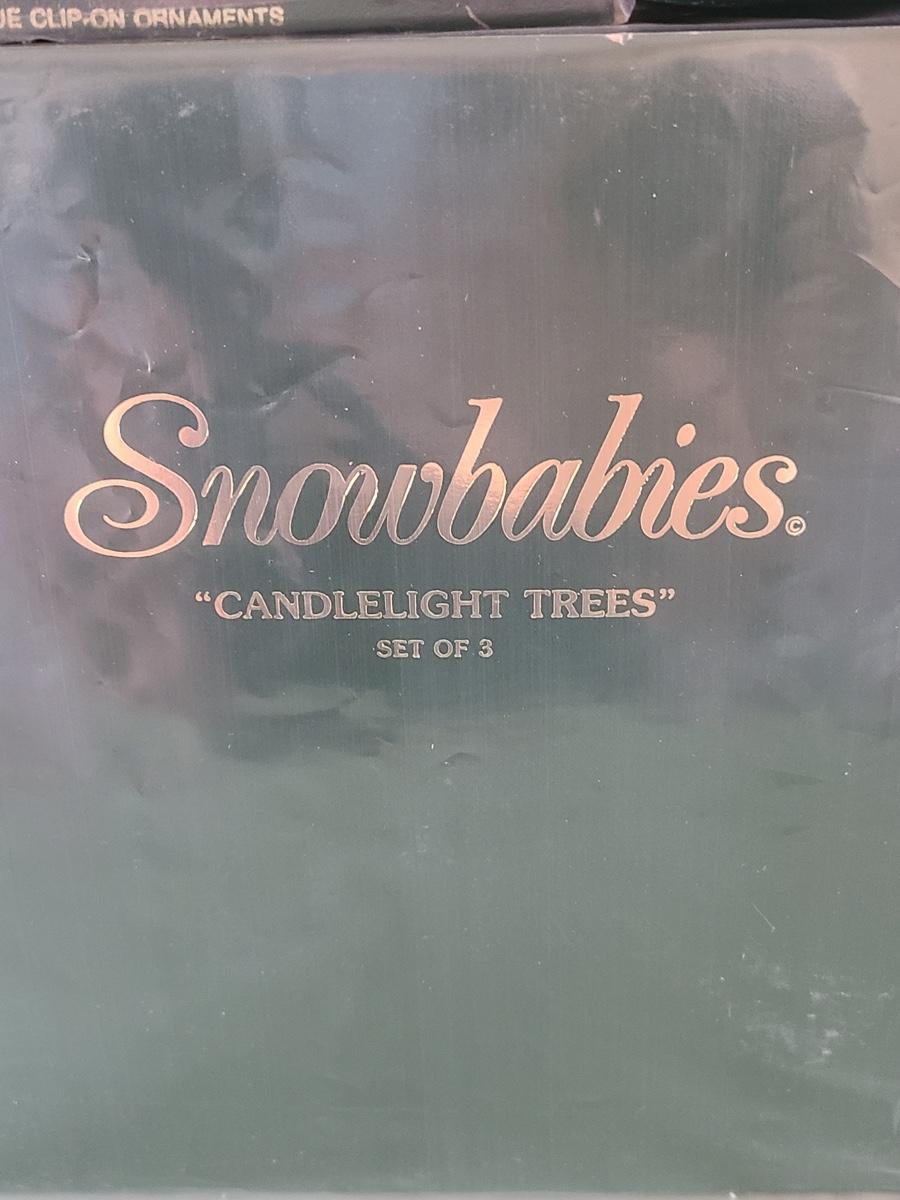 CLIP-ON ORNAMENTS
Snowbabies©
“CANDLELIGHT TREES”
SET OF 3